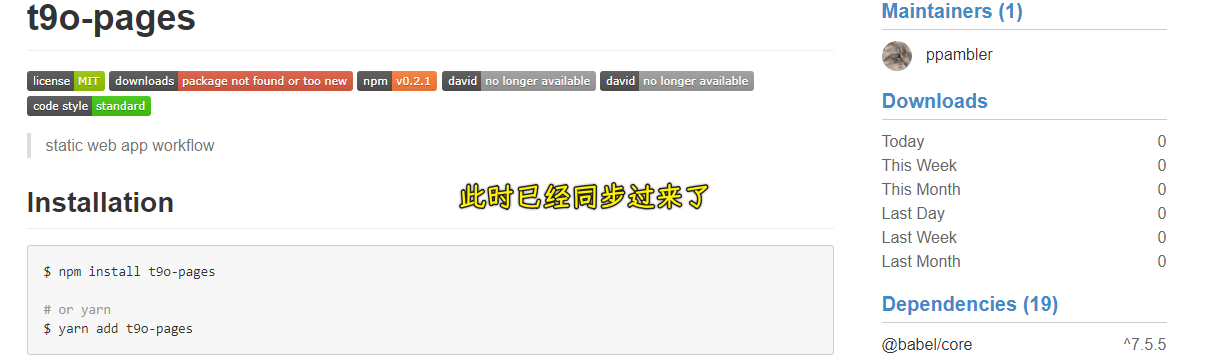 t9o-pages
license MIT downloads package not found or too new npm v0.2.1 david no longer available david no longer available
code style standard
static web app workflow
Installation
此时已经同步过来了
$ npm install t9o-pages
# or yarn
$ yarn add t9o-pages
Maintainers (1)
ppambler
Downloads
Today 0
This Week 0
This Month 0
Last Day 0
Last Week 0
Last Month 0
Dependencies (19)
@babel/core ^7.5.5